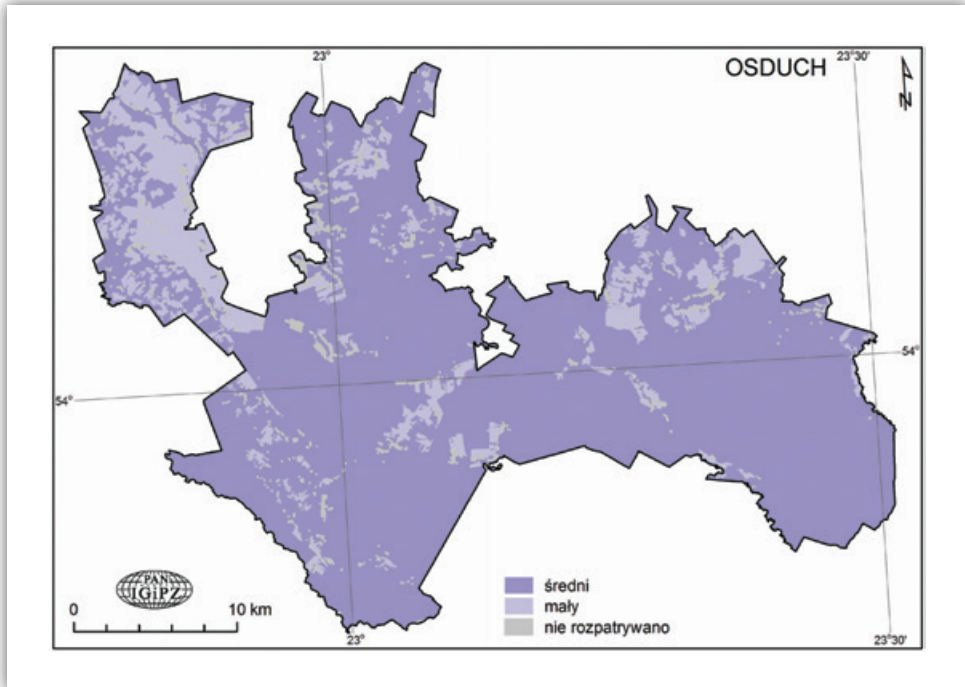 23°
23°30'
OSDUCH
N
54°
54°
PAN
IGiPZ
0 10 km
średni
mały
nie rozpatrywano
23°
23°30'